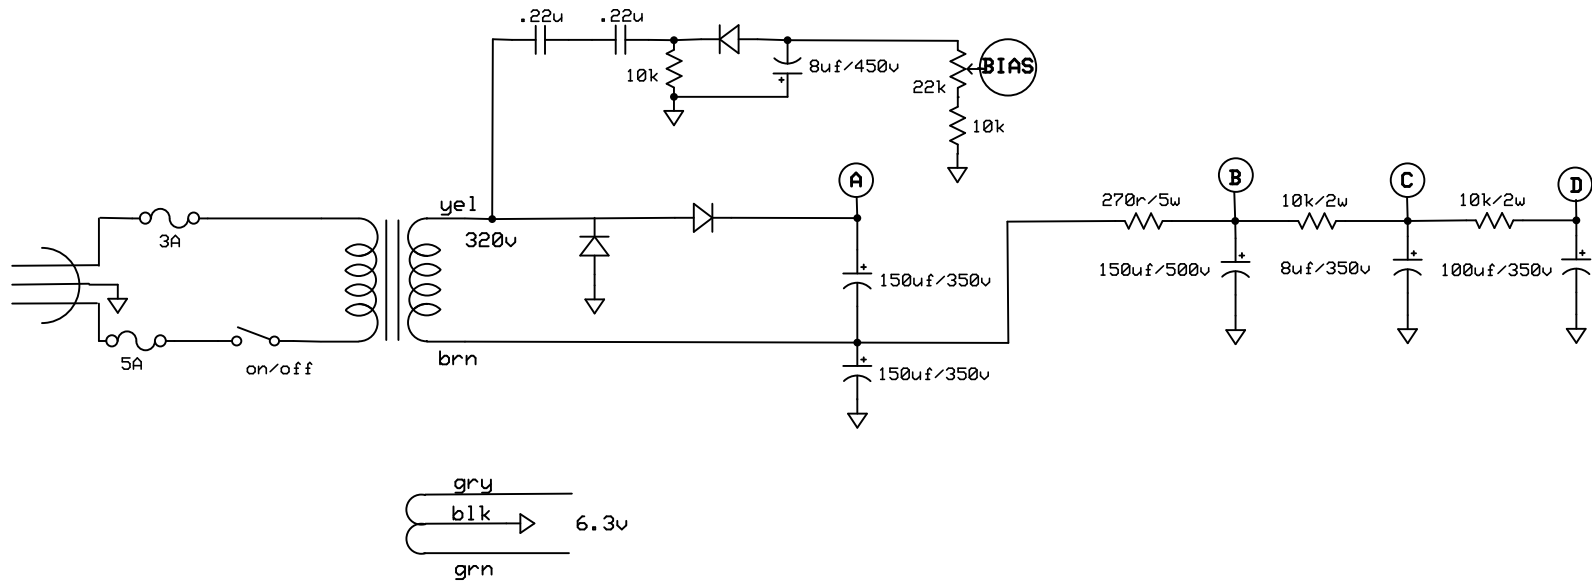 .22u .22u
10k
8uf/450v
BIAS
22k
10k
A
B
C
D
yel
320v
3A
270r/5w
10k/2w
10k/2w
150uf/350v
150uf/500v
8uf/350v
100uf/350v
5A
on/off
brn
150uf/350v
gry
blk
6.3v
grn